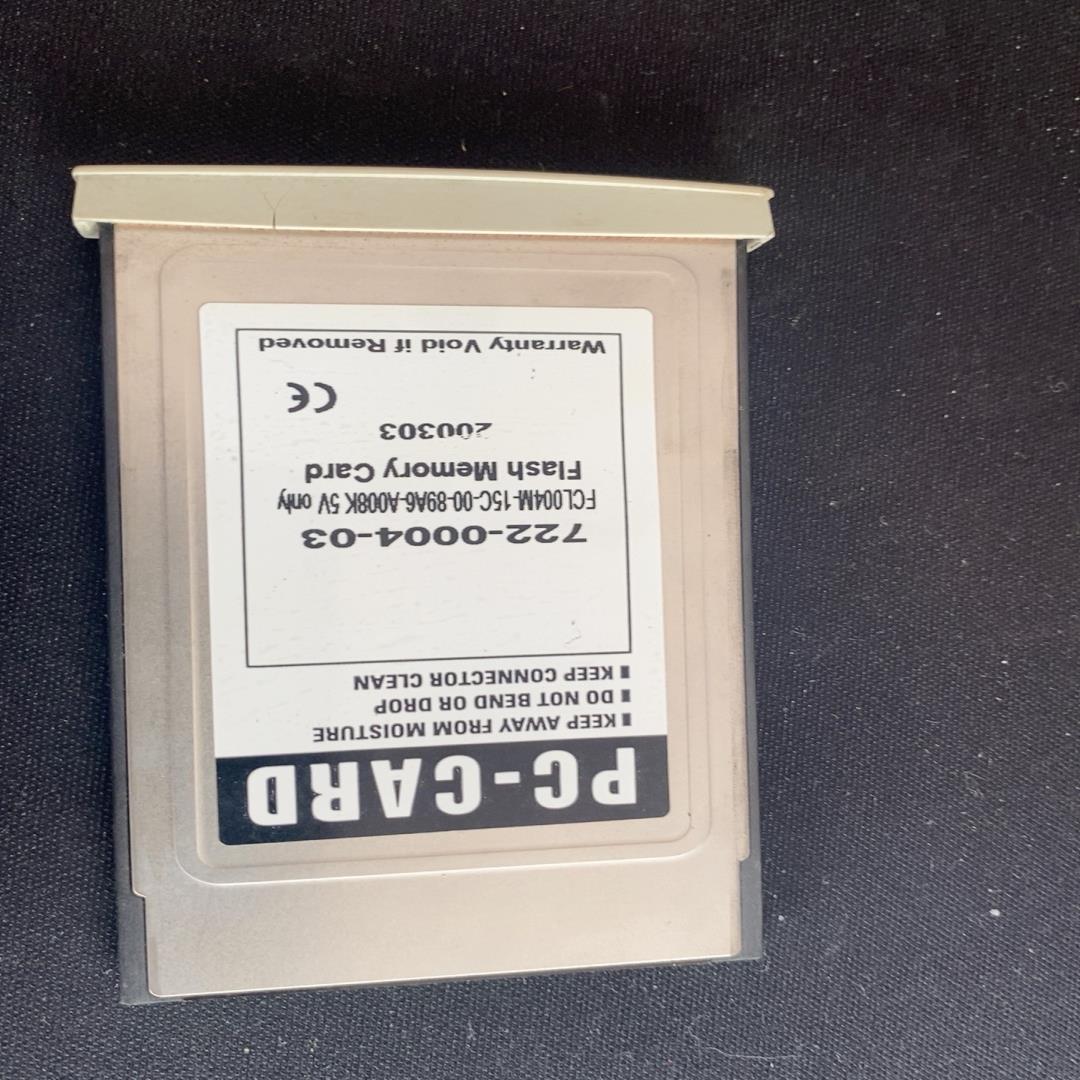 PC-CARD
▮ KEEP AWAY FROM MOISTURE
▮ DO NOT BEND OR DROP
▮ KEEP CONNECTOR CLEAN
722-0004-03
FCL004M-15C-00-89A6-A008K 5V only
Flash Memory Card
200303
CE
Warranty Void if Removed